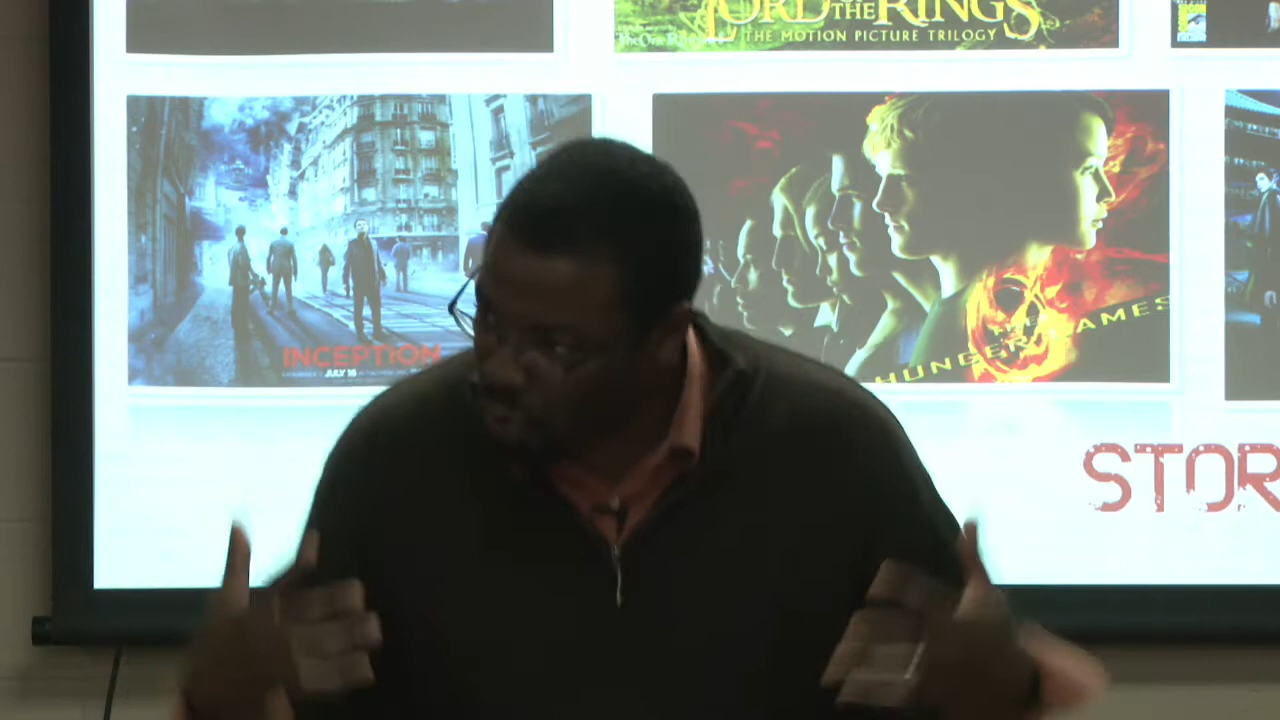 LORD OF THE RINGS
THE MOTION PICTURE TRILOGY
INCEPTION
JULY 16
THE
HUNGER GAMES
STOR